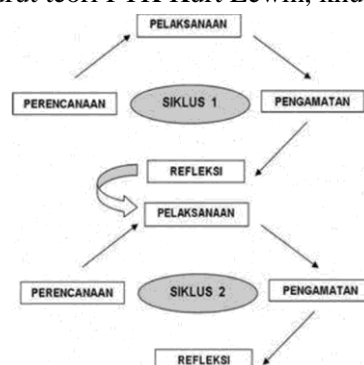 PELAKSANAAN
PERENCANAAN
SIKLUS 1
PENGAMATAN
REFLEKSI
PELAKSANAAN
PERENCANAAN
SIKLUS 2
PENGAMATAN
REFLEKSI